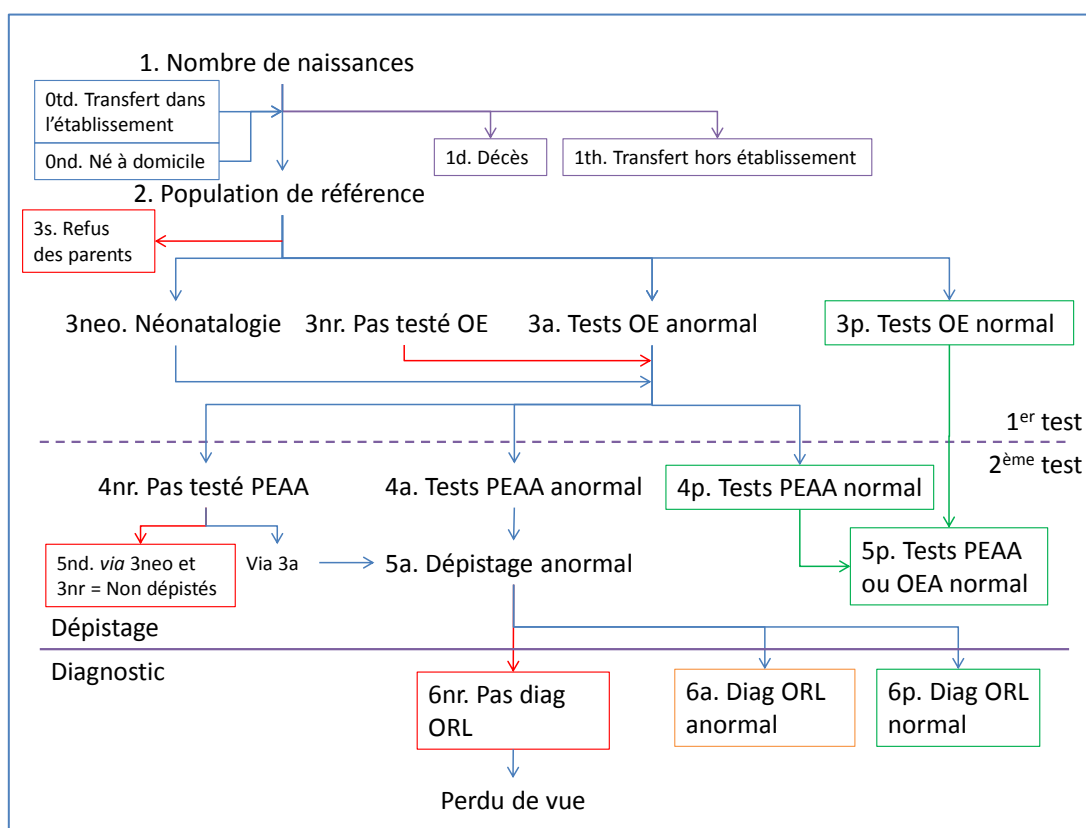 1. Nombre de naissances
0td. Transfert dans
l’établissement
0nd. Né à domicile
1d. Décès
1th. Transfert hors établissement
2. Population de référence
3s. Refus
des parents
3neo. Néonatalogie
3nr. Pas testé OE
3a. Tests OE anormal
3p. Tests OE normal
1er test
2ème test
4nr. Pas testé PEAA
4a. Tests PEAA anormal
4p. Tests PEAA normal
5nd. via 3neo et
3nr = Non dépistés
Via 3a
5a. Dépistage anormal
5p. Tests PEAA
ou OEA normal
Dépistage
Diagnostic
6nr. Pas diag
ORL
6a. Diag ORL
anormal
6p. Diag ORL
normal
Perdu de vue